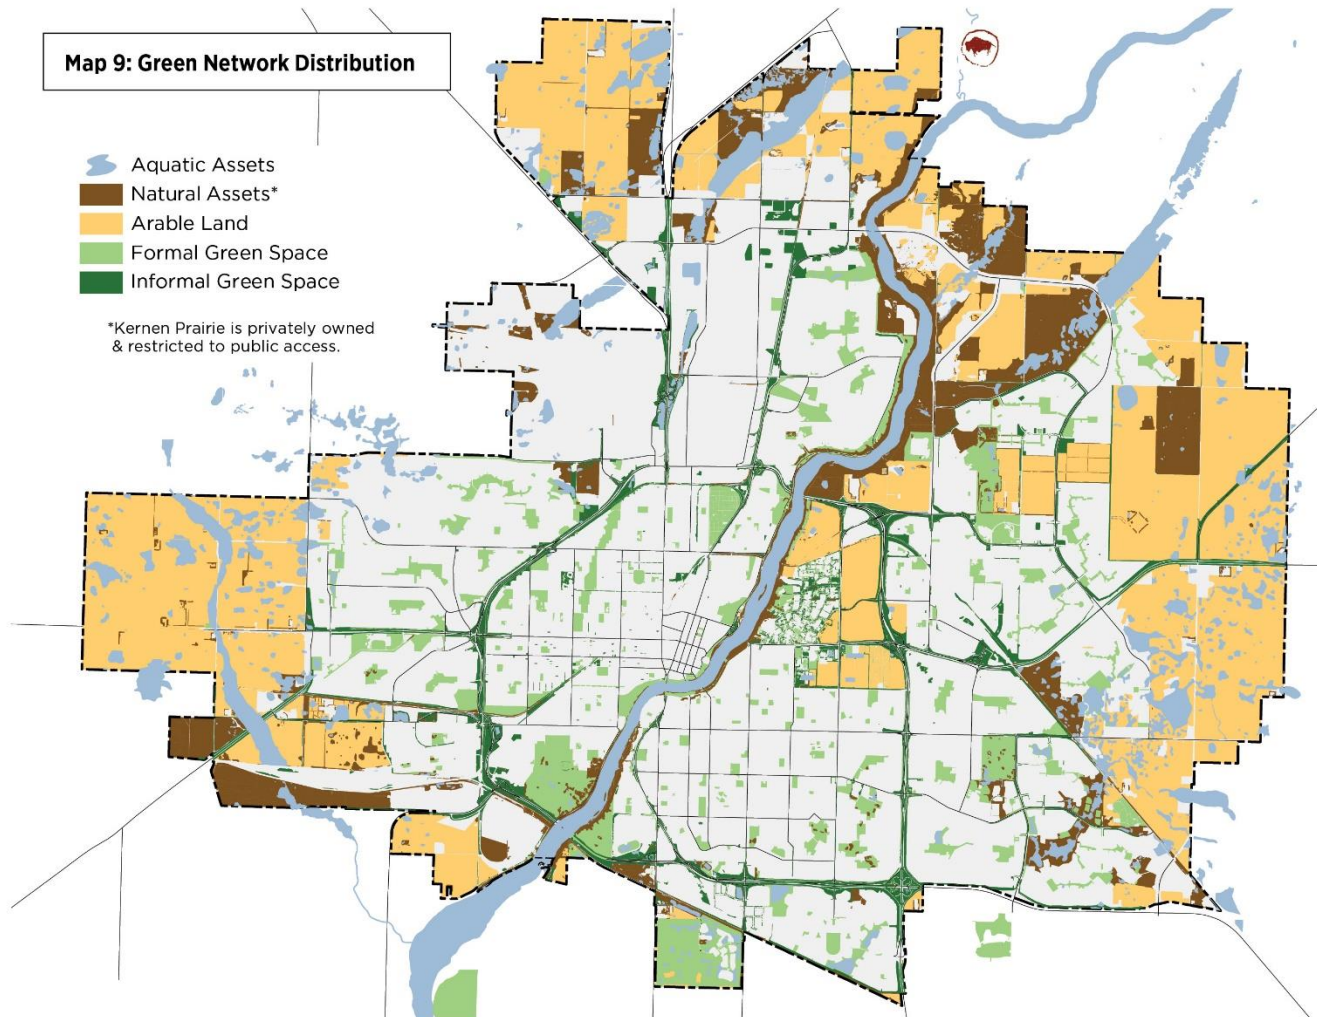 Map 9: Green Network Distribution
Aquatic Assets
Natural Assets*
Arable Land
Formal Green Space
Informal Green Space
*Kernen Prairie is privately owned
& restricted to public access.